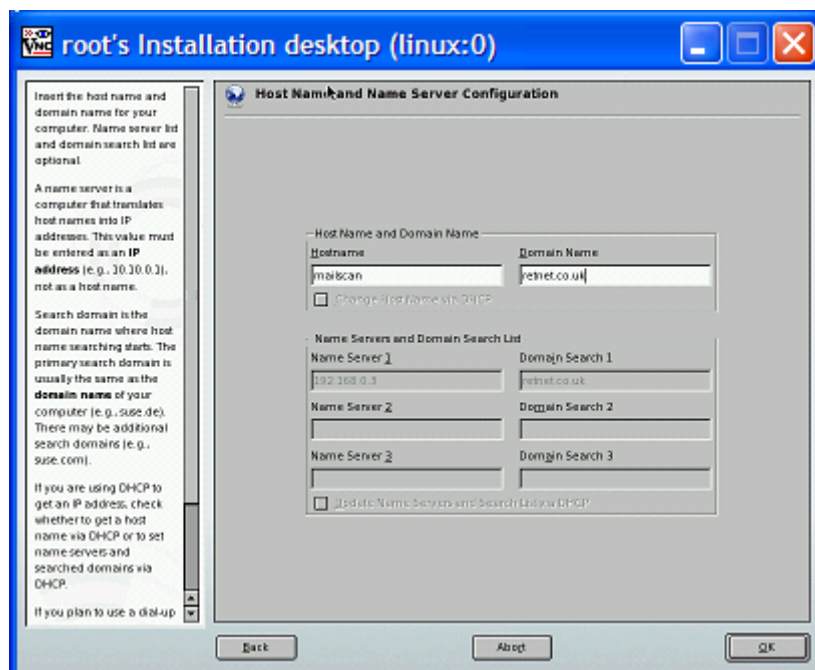 root's Installation desktop (linux:0)
Insert the host name and
domain name for your
computer. Name server list
and domain search list are
optional.
A name server is a
computer that translates
host names into IP
addresses. This value must
be entered as an IP
address (e.g., 10.10.0.1),
not as a host name.
Search domain is the
domain name where host
name searching starts. The
primary search domain is
usually the same as the
domain name of your
computer (e.g., suse.de).
There may be additional
search domains (e.g.,
suse.com).
If you are using DHCP to
get an IP address, check
whether to get a host
name via DHCP or to set
name servers and
searched domains via
DHCP.
If you plan to use a dial-up
Host Name and Name Server Configuration
Host Name and Domain Name
Hostname Domain Name
mailscan retnet.co.uk
Change Host Name via DHCP
Name Servers and Domain Search List
Name Server 1 Domain Search 1
192.168.0.3 retnet.co.uk
Name Server 2 Domain Search 2
Name Server 3 Domain Search 3
Update Name Servers and Search List via DHCP
Back Abort OK